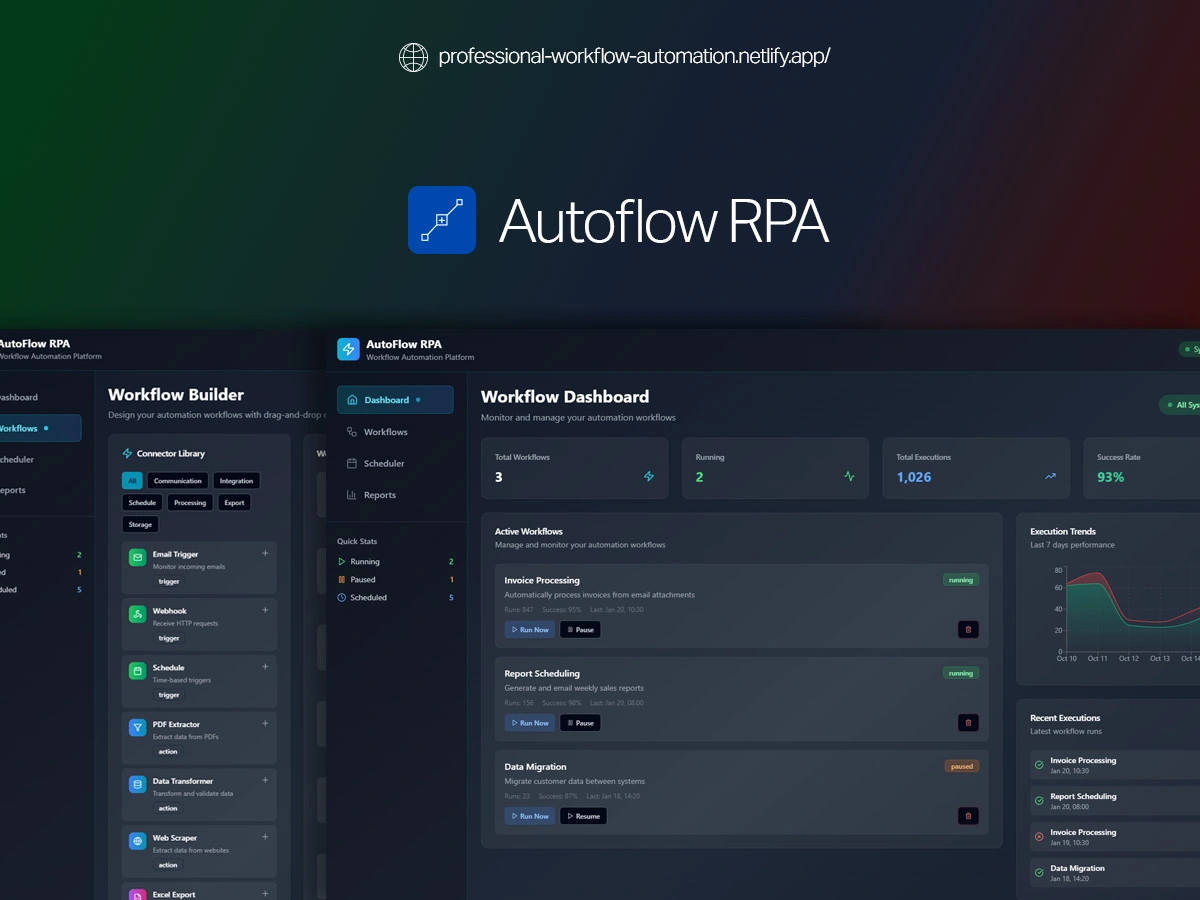 professional-workflow-automation.netlify.app/
Autoflow RPA
AutoFlow RPA
Workflow Automation Platform
Workflows
Workflow Builder
Design your automation workflows with drag-and-drop
Connector Library
All
Communication
Integration
Schedule
Processing
Export
Storage
Email Trigger
Monitor incoming emails
trigger
Webhook
Receive HTTP requests
trigger
Schedule
Time-based triggers
trigger
PDF Extractor
Extract data from PDFs
action
Data Transformer
Transform and validate data
action
Web Scraper
Extract data from websites
action
Excel Export
2
1
5
AutoFlow RPA
Workflow Automation Platform
Dashboard
Workflows
Scheduler
Reports
Quick Stats
Running 2
Paused 1
Scheduled 5
Workflow Dashboard
Monitor and manage your automation workflows
All
Total Workflows
3
Running
2
Total Executions
1,026
Success Rate
93%
Active Workflows
Manage and monitor your automation workflows
Invoice Processing
running
Automatically process invoices from email attachments
Runs: 847 Success: 95% Last: Jan 20, 10:30
Run Now Pause
Report Scheduling
running
Generate and email weekly sales reports
Runs: 156 Success: 98% Last: Jan 20, 08:00
Run Now Pause
Data Migration
paused
Migrate customer data between systems
Runs: 23 Success: 87% Last: Jan 18, 14:20
Run Now Resume
Execution Trends
Last 7 days performance
80
60
40
20
0
Oct 10 Oct 11 Oct 12 Oct 13 Oct 14
Recent Executions
Latest workflow runs
Invoice Processing
Jan 20, 10:30
Report Scheduling
Jan 20, 08:00
Invoice Processing
Jan 19, 10:30
Data Migration
Jan 18, 14:20